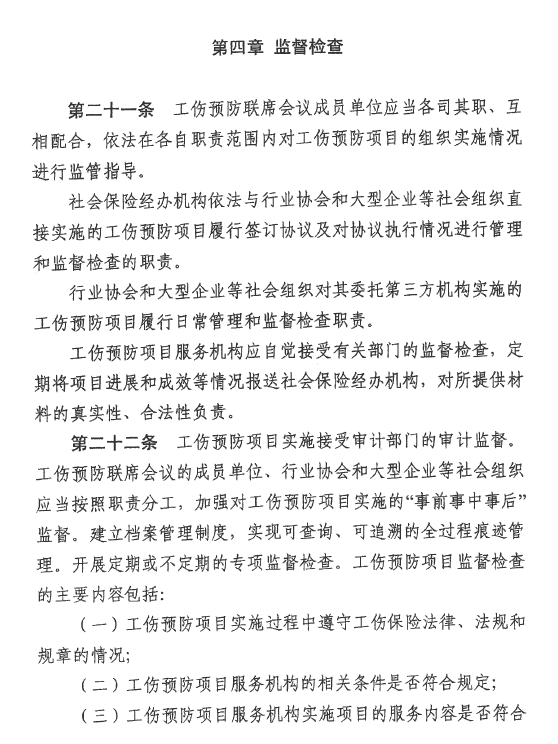 第四章 监督检查
第二十一条 工伤预防联席会议成员单位应当各司其职、互
相配合，依法在各自职责范围内对工伤预防项目的组织实施情况
进行监管指导。
社会保险经办机构依法与行业协会和大型企业等社会组织直
接实施的工伤预防项目履行签订协议及对协议执行情况进行管理
和监督检查的职责。
行业协会和大型企业等社会组织对其委托第三方机构实施的
工伤预防项目履行日常管理和监督检查职责。
工伤预防项目服务机构应自觉接受有关部门的监督检查，定
期将项目进展和成效等情况报送社会保险经办机构，对所提供材
料的真实性、合法性负责。
第二十二条 工伤预防项目实施接受审计部门的审计监督。
工伤预防联席会议的成员单位、行业协会和大型企业等社会组织
应当按照职责分工，加强对工伤预防项目实施的“事前事中事后”
监督。建立档案管理制度，实现可查询、可追溯的全过程痕迹管
理。开展定期或不定期的专项监督检查。工伤预防项目监督检查
的主要内容包括:
（一）工伤预防项目实施过程中遵守工伤保险法律、法规和
规章的情况;
（二）工伤预防项目服务机构的相关条件是否符合规定;
（三）工伤预防项目服务机构实施项目的服务内容是否符合